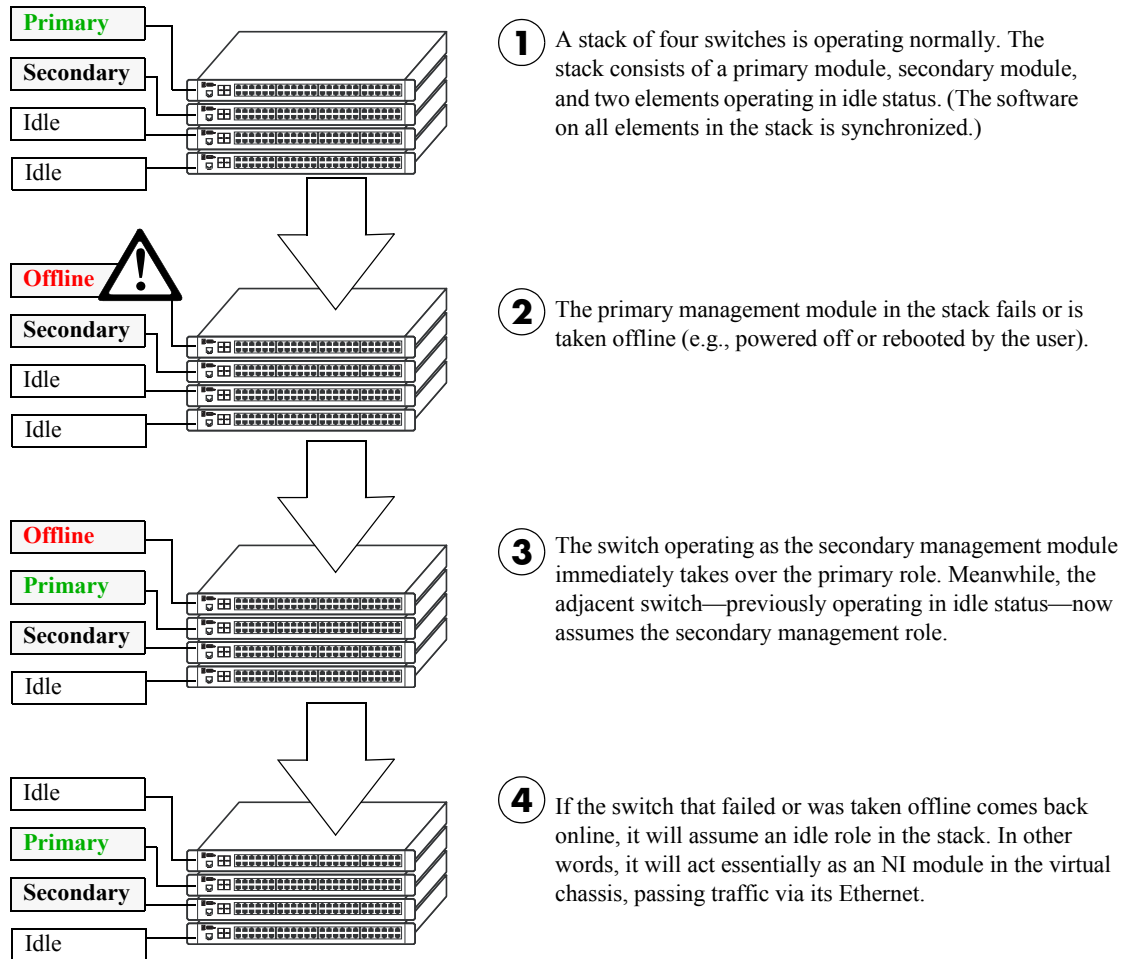 Primary
Secondary
Idle
Idle
1
A stack of four switches is operating normally. The
stack consists of a primary module, secondary module,
and two elements operating in idle status. (The software
on all elements in the stack is synchronized.)
Offline
Secondary
Idle
Idle
2
The primary management module in the stack fails or is
taken offline (e.g., powered off or rebooted by the user).
Offline
Primary
Secondary
Idle
3
The switch operating as the secondary management module
immediately takes over the primary role. Meanwhile, the
adjacent switch—previously operating in idle status—now
assumes the secondary management role.
Idle
Primary
Secondary
Idle
4
If the switch that failed or was taken offline comes back
online, it will assume an idle role in the stack. In other
words, it will act essentially as an NI module in the virtual
chassis, passing traffic via its Ethernet.